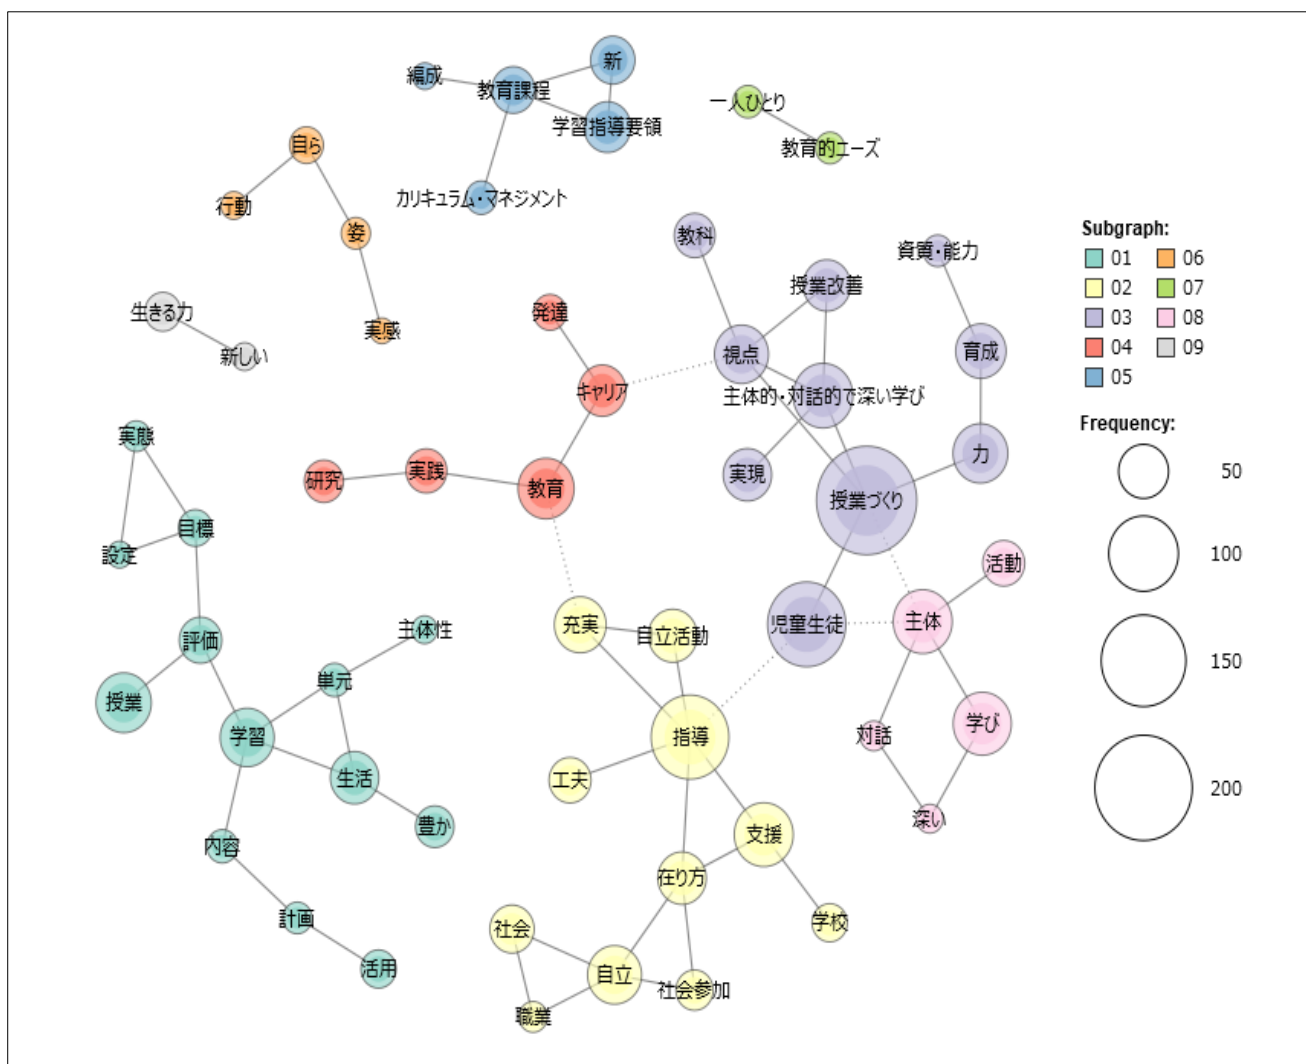 新
編成
教育課程
一人ひとり
学習指導要領
自ら
教育的ニーズ
カリキュラム・マネジメント
行動
姿
教科
資質・能力
授業改善
生きる力
発達
実感
新しい
視点
育成
キャリア
主体的・対話的で深い学び
実態
力
実践
実現
研究
教育
授業づくり
目標
設定
活動
主体
充実
児童生徒
主体性
自立活動
評価
単元
授業
学び
学習
指導
対話
生活
工夫
深い
豊か
支援
内容
在り方
計画
学校
社会
活用
自立
社会参加
職業
Subgraph:
01 06
02 07
03 08
04 09
05
Frequency:
50
100
150
200